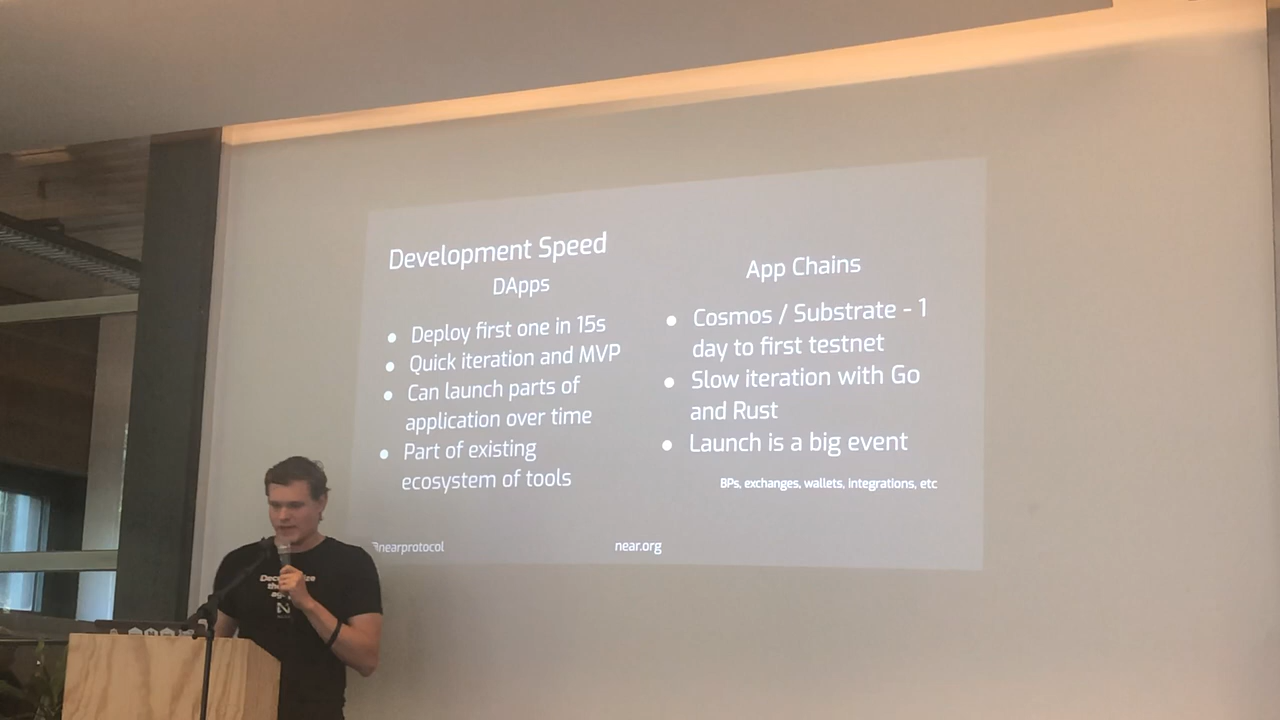 Development Speed
DApps
Deploy first one in 15s
Quick iteration and MVP
Can launch parts of
application over time
Part of existing
ecosystem of tools
App Chains
Cosmos / Substrate - 1
day to first testnet
Slow iteration with Go
and Rust
Launch is a big event
BPs, exchanges, wallets, integrations, etc
@nearprotocol
near.org